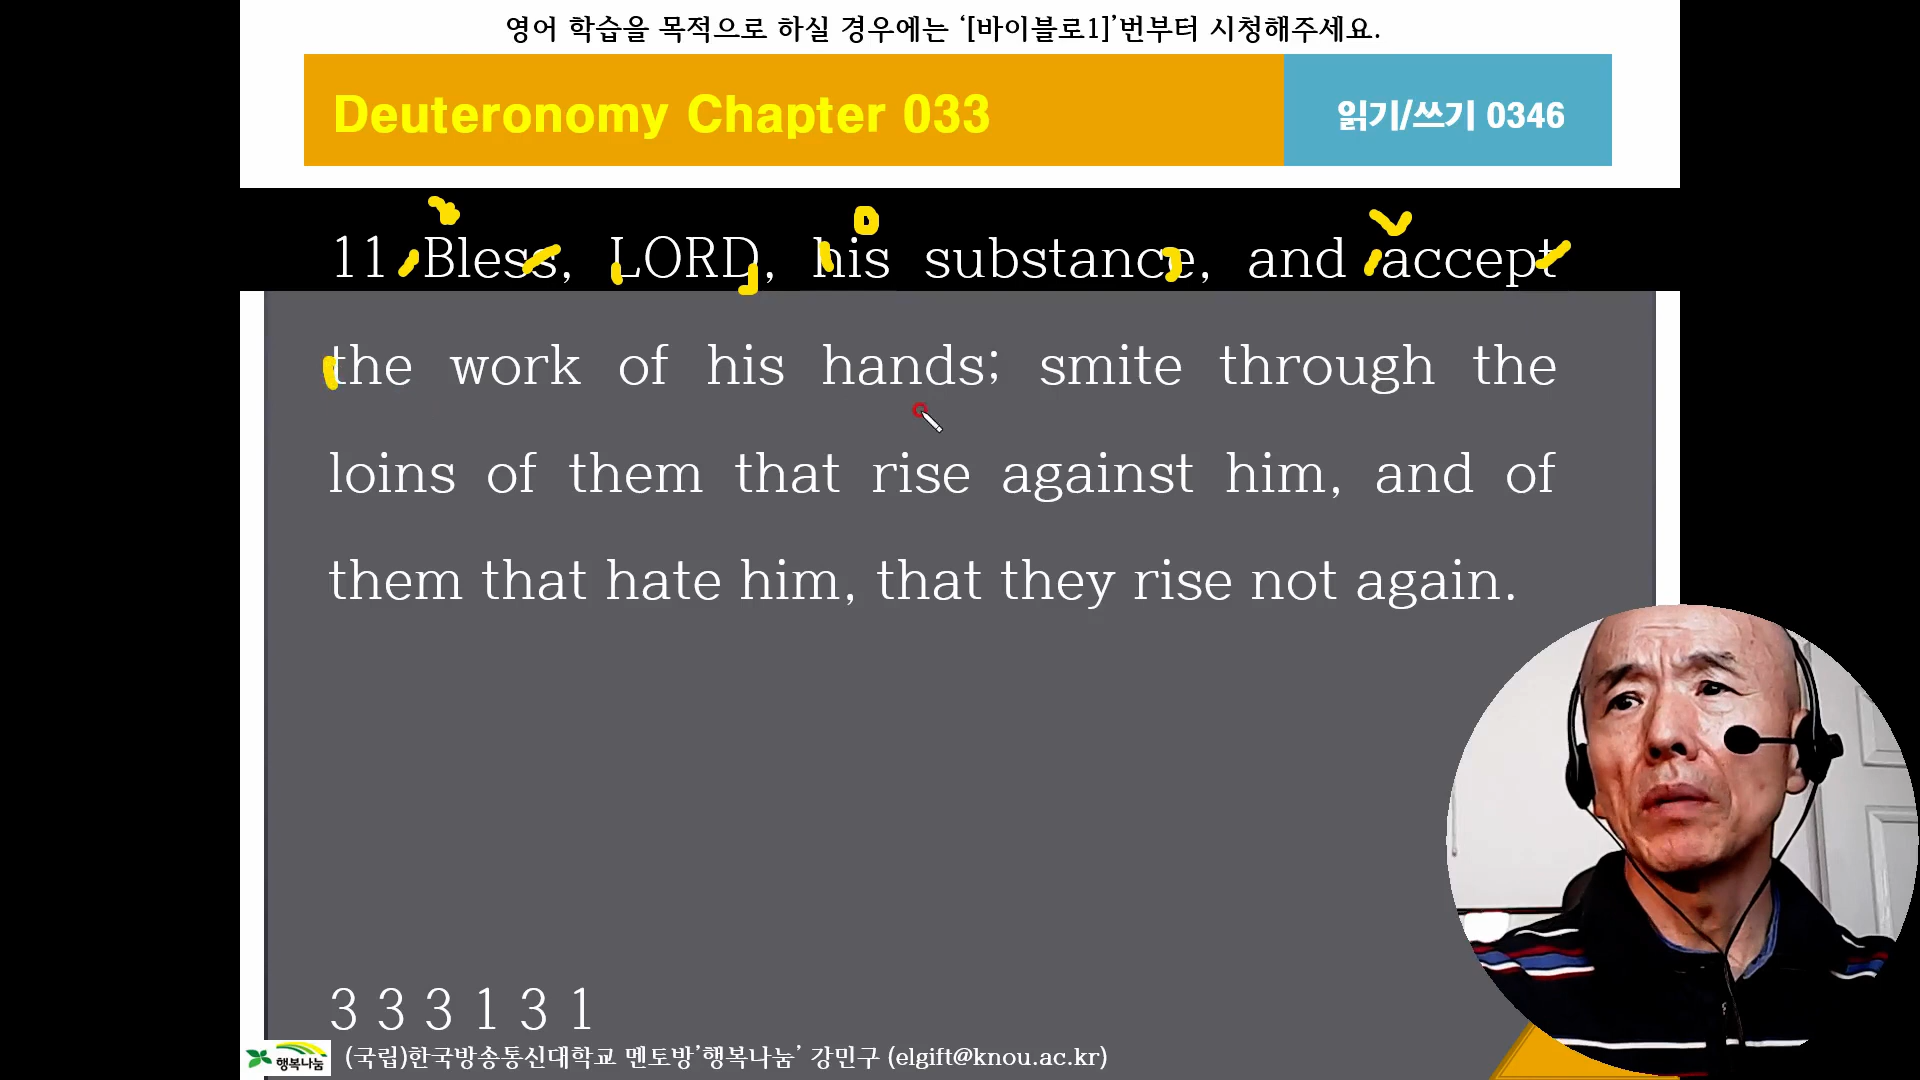 영어 학습을 목적으로 하실 경우에는 ‘[바이블로1]’번부터 시청해주세요.
Deuteronomy Chapter 033
읽기/쓰기 0346
11 Bless, LORD, his substance, and accept
the work of his hands; smite through the
loins of them that rise against him, and of
them that hate him, that they rise not again.
3 3 3 1 3 1
행복나눔
(국립)한국방송통신대학교 멘토방’행복나눔’ 강민구 (elgift@knou.ac.kr)